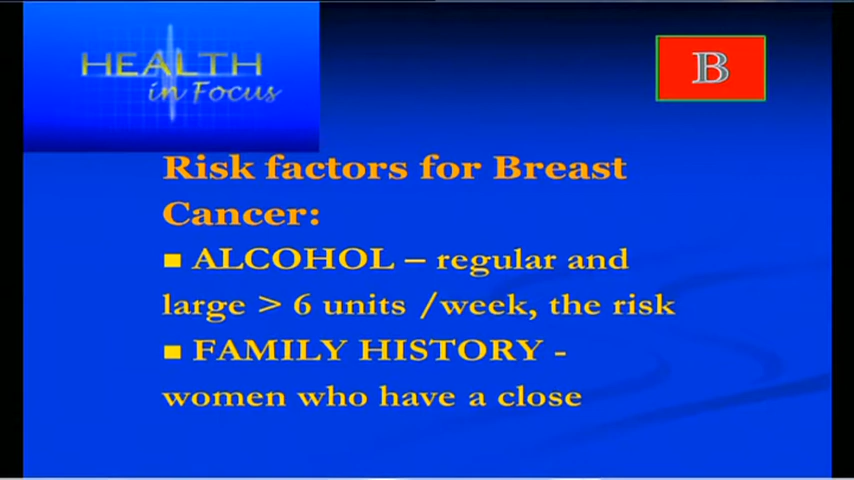 HEALTH
in Focus
B
Risk factors for Breast
Cancer:
■ ALCOHOL – regular and
large > 6 units /week, the risk
■ FAMILY HISTORY -
women who have a close